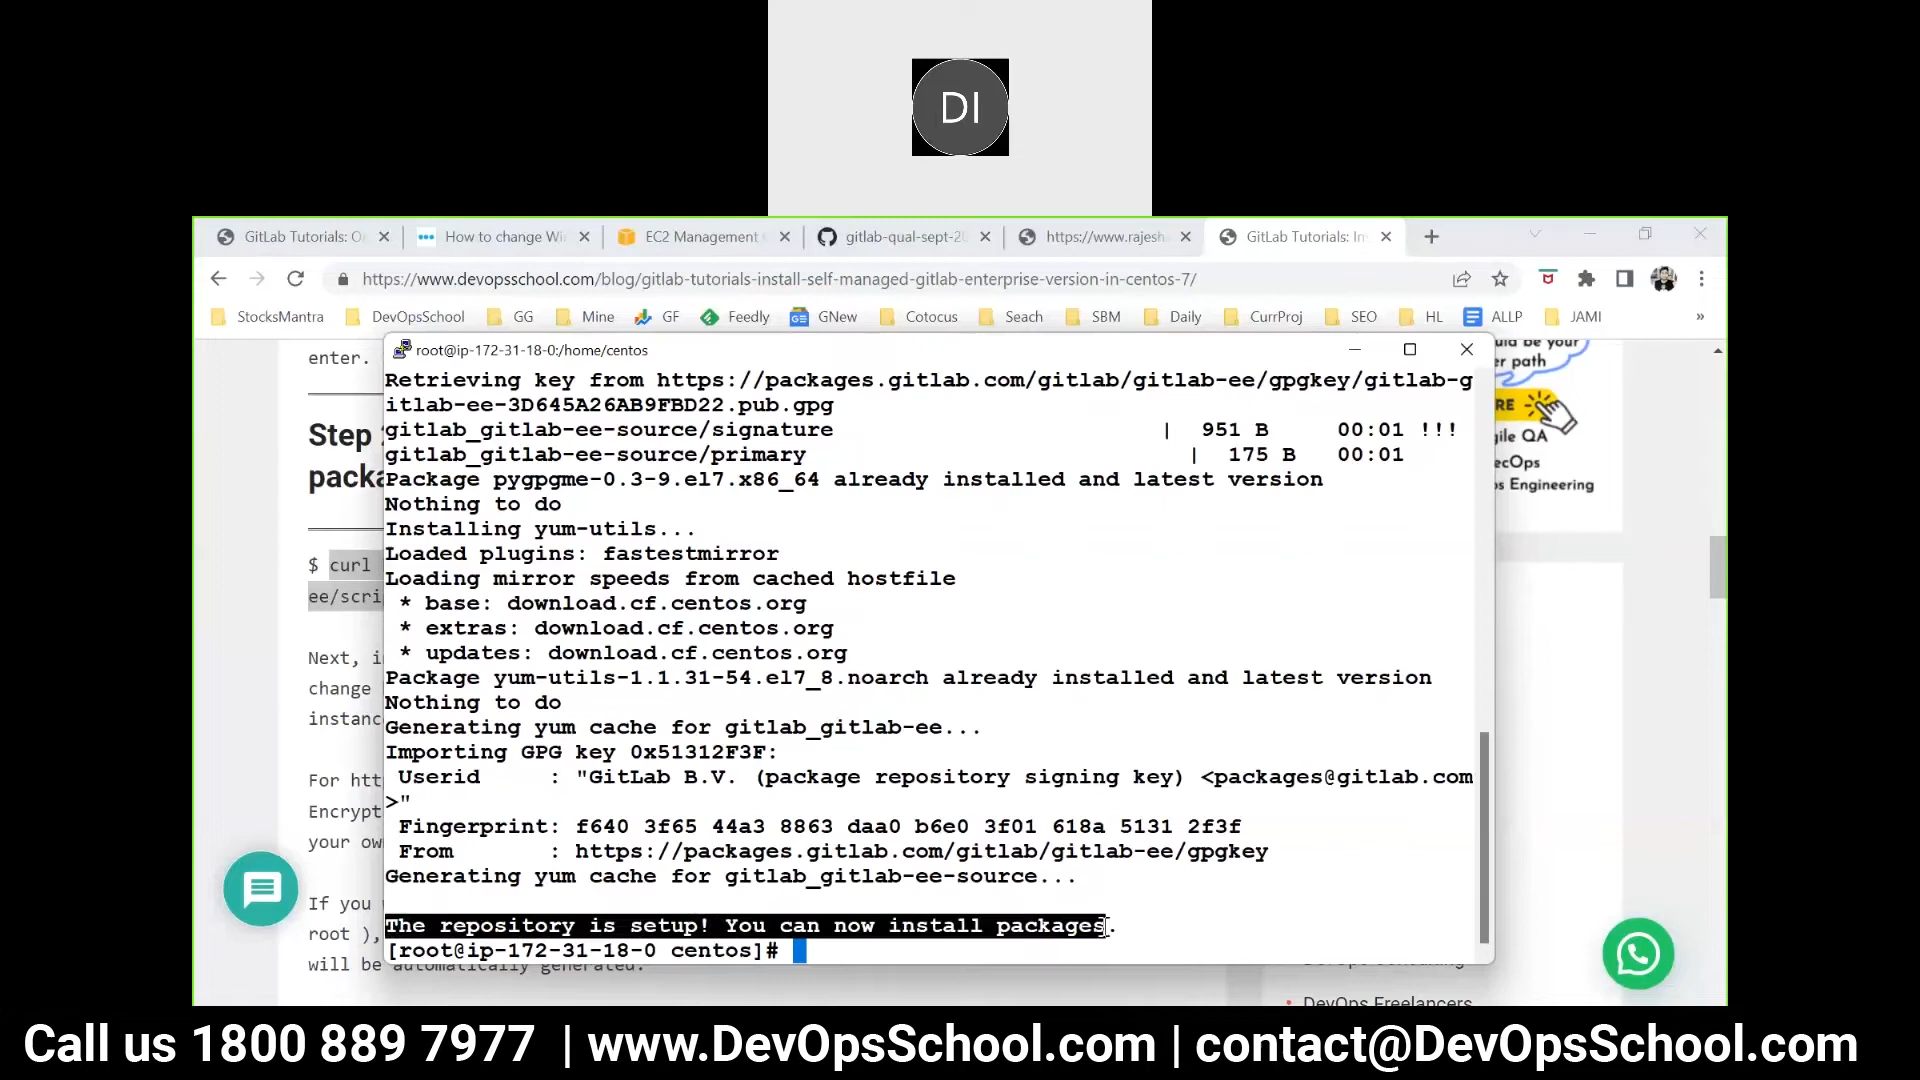 DI
GitLab Tutorials: O
How to change Wi
EC2 Management
gitlab-qual-sept-20
https://www.rajesh
GitLab Tutorials: In
https://www.devopsschool.com/blog/gitlab-tutorials-install-self-managed-gitlab-enterprise-version-in-centos-7/
StocksMantra DevOpsSchool GG Mine GF Feedly GNew Cotocus Seach SBM Daily CurrProj SEO HL ALLP JAMI »
enter.
Step
packa
$ curl
ee/scri
Next, i
change
instanc
For htt
Encrypt
your ow
If you
root ),
will be automatically generated.
root@ip-172-31-18-0:/home/centos
Retrieving key from https://packages.gitlab.com/gitlab/gitlab-ee/gpgkey/gitlab-g
itlab-ee-3D645A26AB9FBD22.pub.gpg
gitlab_gitlab-ee-source/signature | 951 B 00:01 !!!
gitlab_gitlab-ee-source/primary | 175 B 00:01
Package pygpgme-0.3-9.el7.x86_64 already installed and latest version
Nothing to do
Installing yum-utils...
Loaded plugins: fastestmirror
Loading mirror speeds from cached hostfile
* base: download.cf.centos.org
* extras: download.cf.centos.org
* updates: download.cf.centos.org
Package yum-utils-1.1.31-54.el7_8.noarch already installed and latest version
Nothing to do
Generating yum cache for gitlab_gitlab-ee...
Importing GPG key 0x51312F3F:
Userid : "GitLab B.V. (package repository signing key) <packages@gitlab.com
>"
Fingerprint: f640 3f65 44a3 8863 daa0 b6e0 3f01 618a 5131 2f3f
From : https://packages.gitlab.com/gitlab/gitlab-ee/gpgkey
Generating yum cache for gitlab_gitlab-ee-source...
The repository is setup! You can now install packages.
[root@ip-172-31-18-0 centos]#
uld be your
er path
RE
gile QA
ecOps
s Engineering
DevOps Freelancers
Call us 1800 889 7977 | www.DevOpsSchool.com | contact@DevOpsSchool.com